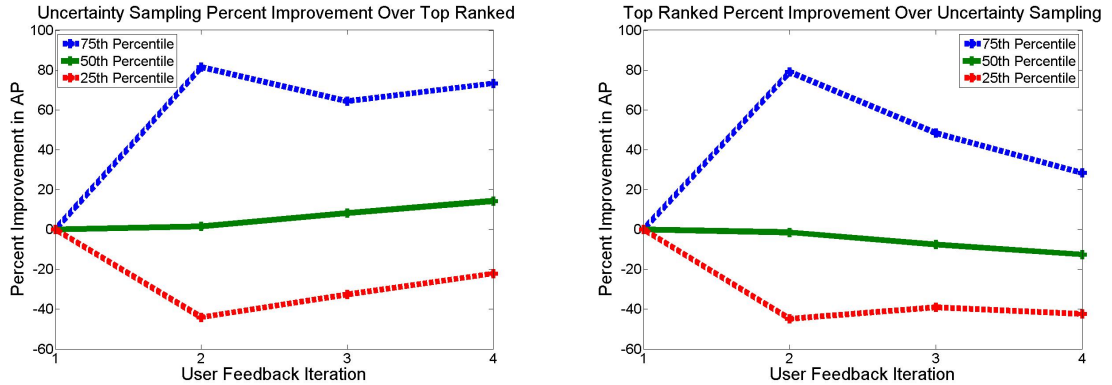 Uncertainty Sampling Percent Improvement Over Top Ranked
Percent Improvement in AP
100
80
60
40
20
0
-20
-40
-60
75th Percentile
50th Percentile
25th Percentile
1
2
3
4
User Feedback Iteration
Top Ranked Percent Improvement Over Uncertainty Sampling
Percent Improvement in AP
100
80
60
40
20
0
-20
-40
-60
75th Percentile
50th Percentile
25th Percentile
1
2
3
4
User Feedback Iteration